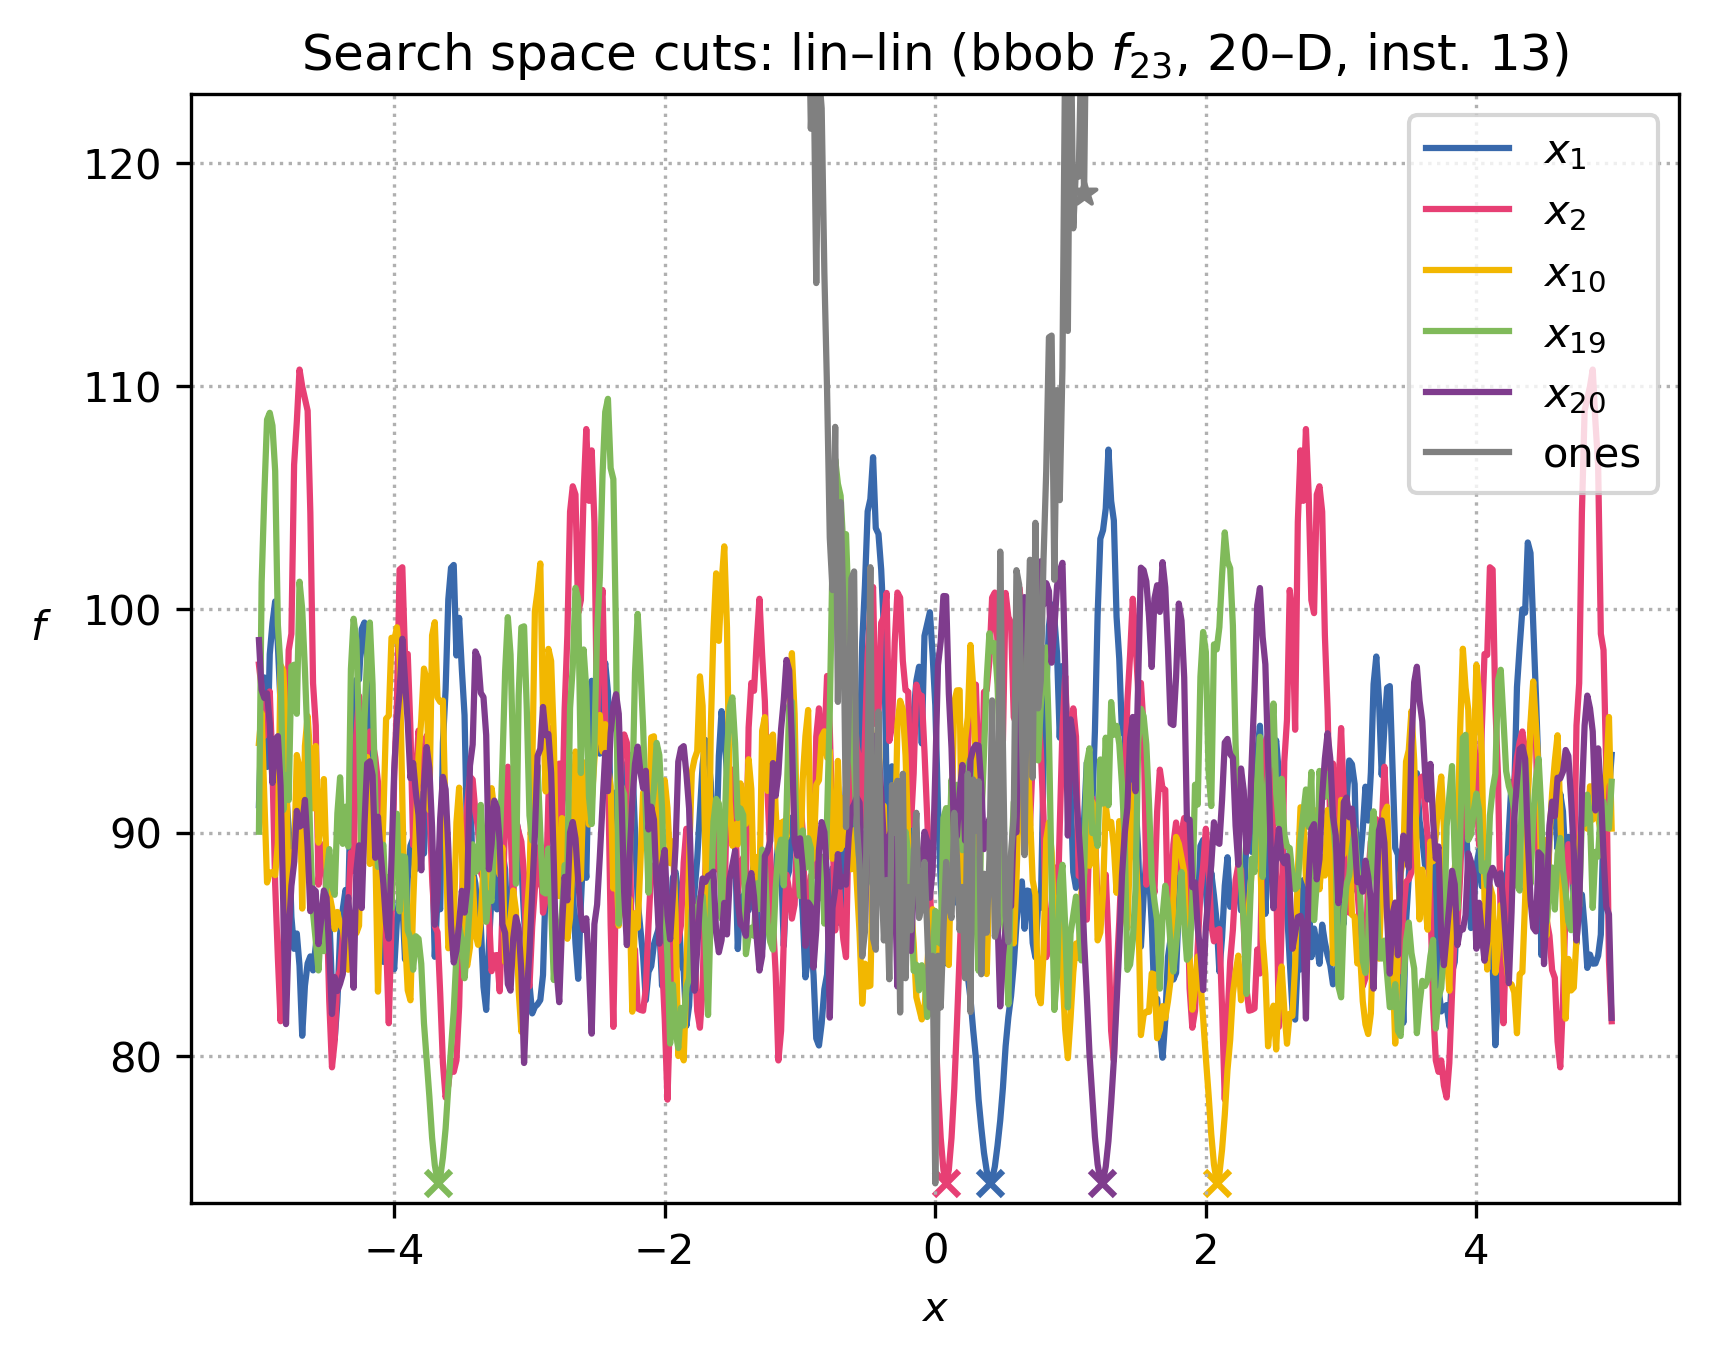 Search space cuts: lin–lin (bbob f₂₃, 20–D, inst. 13)
120
110
100
90
80
f
−4
−2
0
2
4
x
x₁
x₂
x₁₀
x₁₉
x₂₀
ones